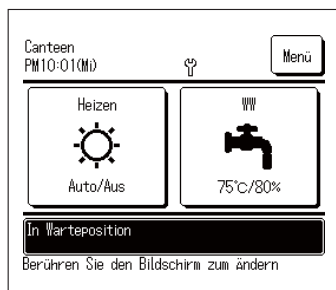 Canteen
PM10:01(Mi)
Menü
Heizen
Auto/Aus
WW
75°C/80%
In Warteposition
Berühren Sie den Bildschirm zum ändern